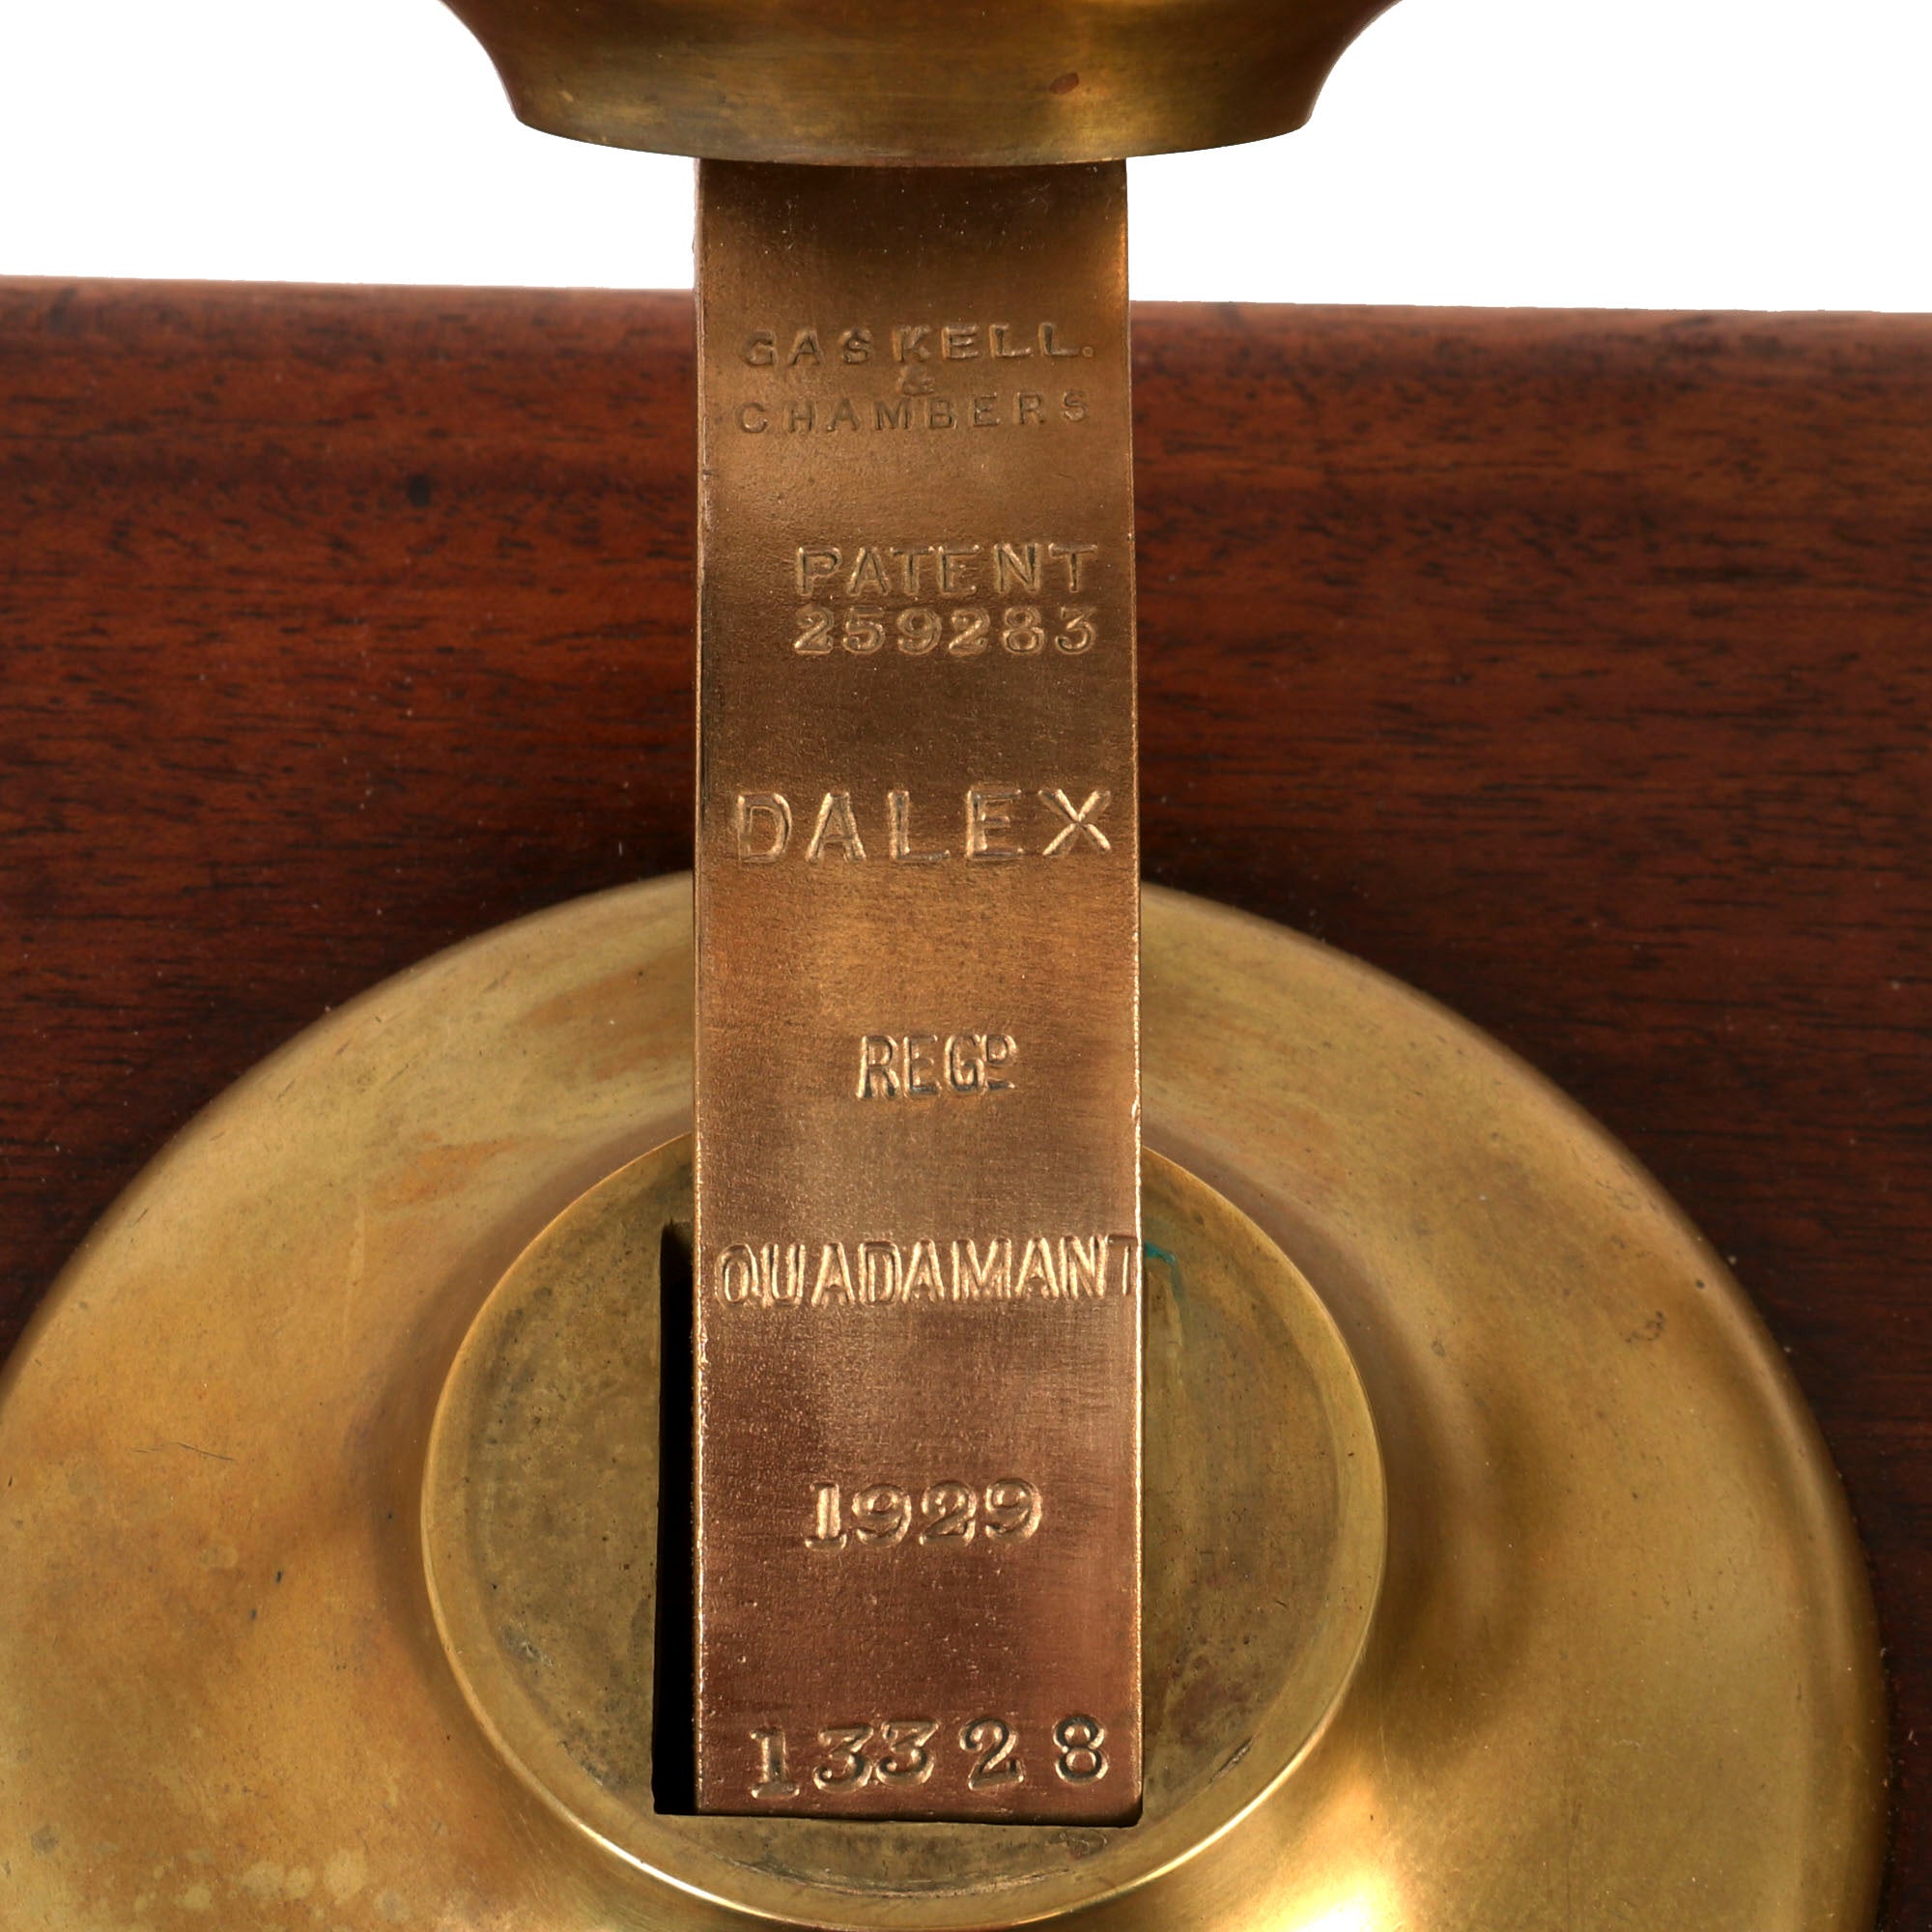 GASKELL.
&
CHAMBERS
PATENT
259283
DALEX
REGD
QUADAMANT
1929
13328